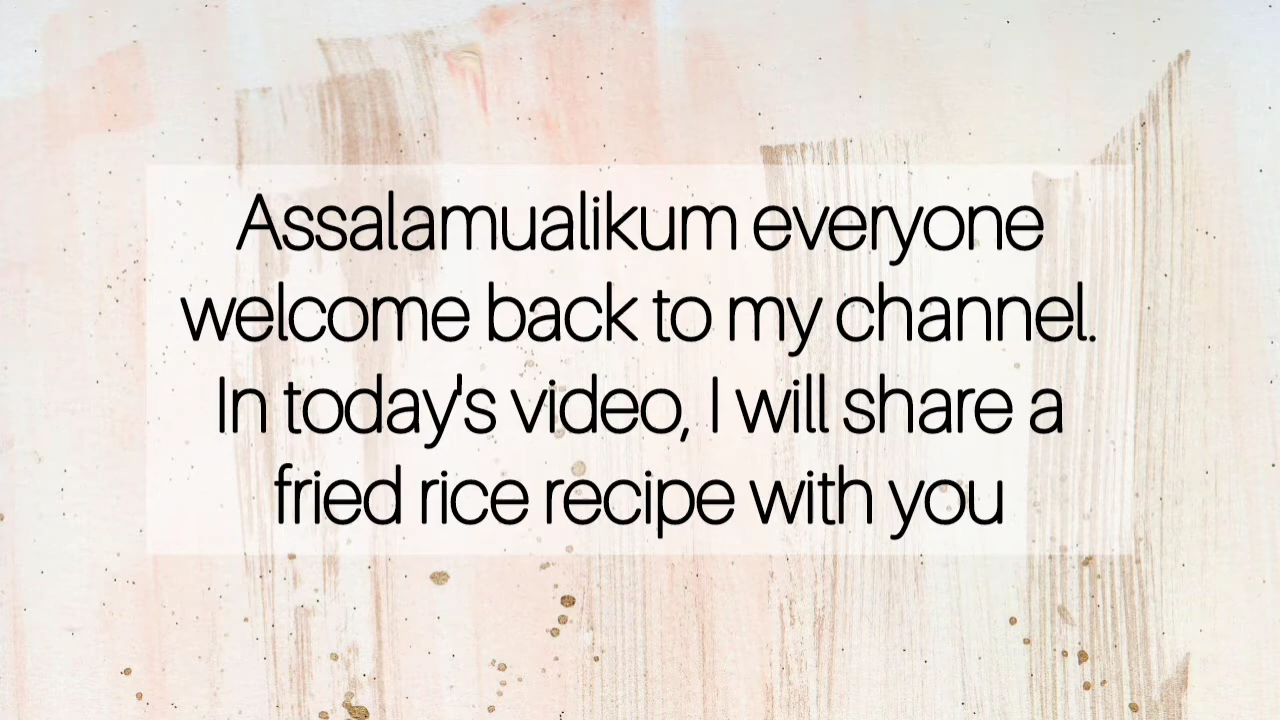 Assalamualikum everyone
welcome back to my channel.
In today's video, I will share a
fried rice recipe with you